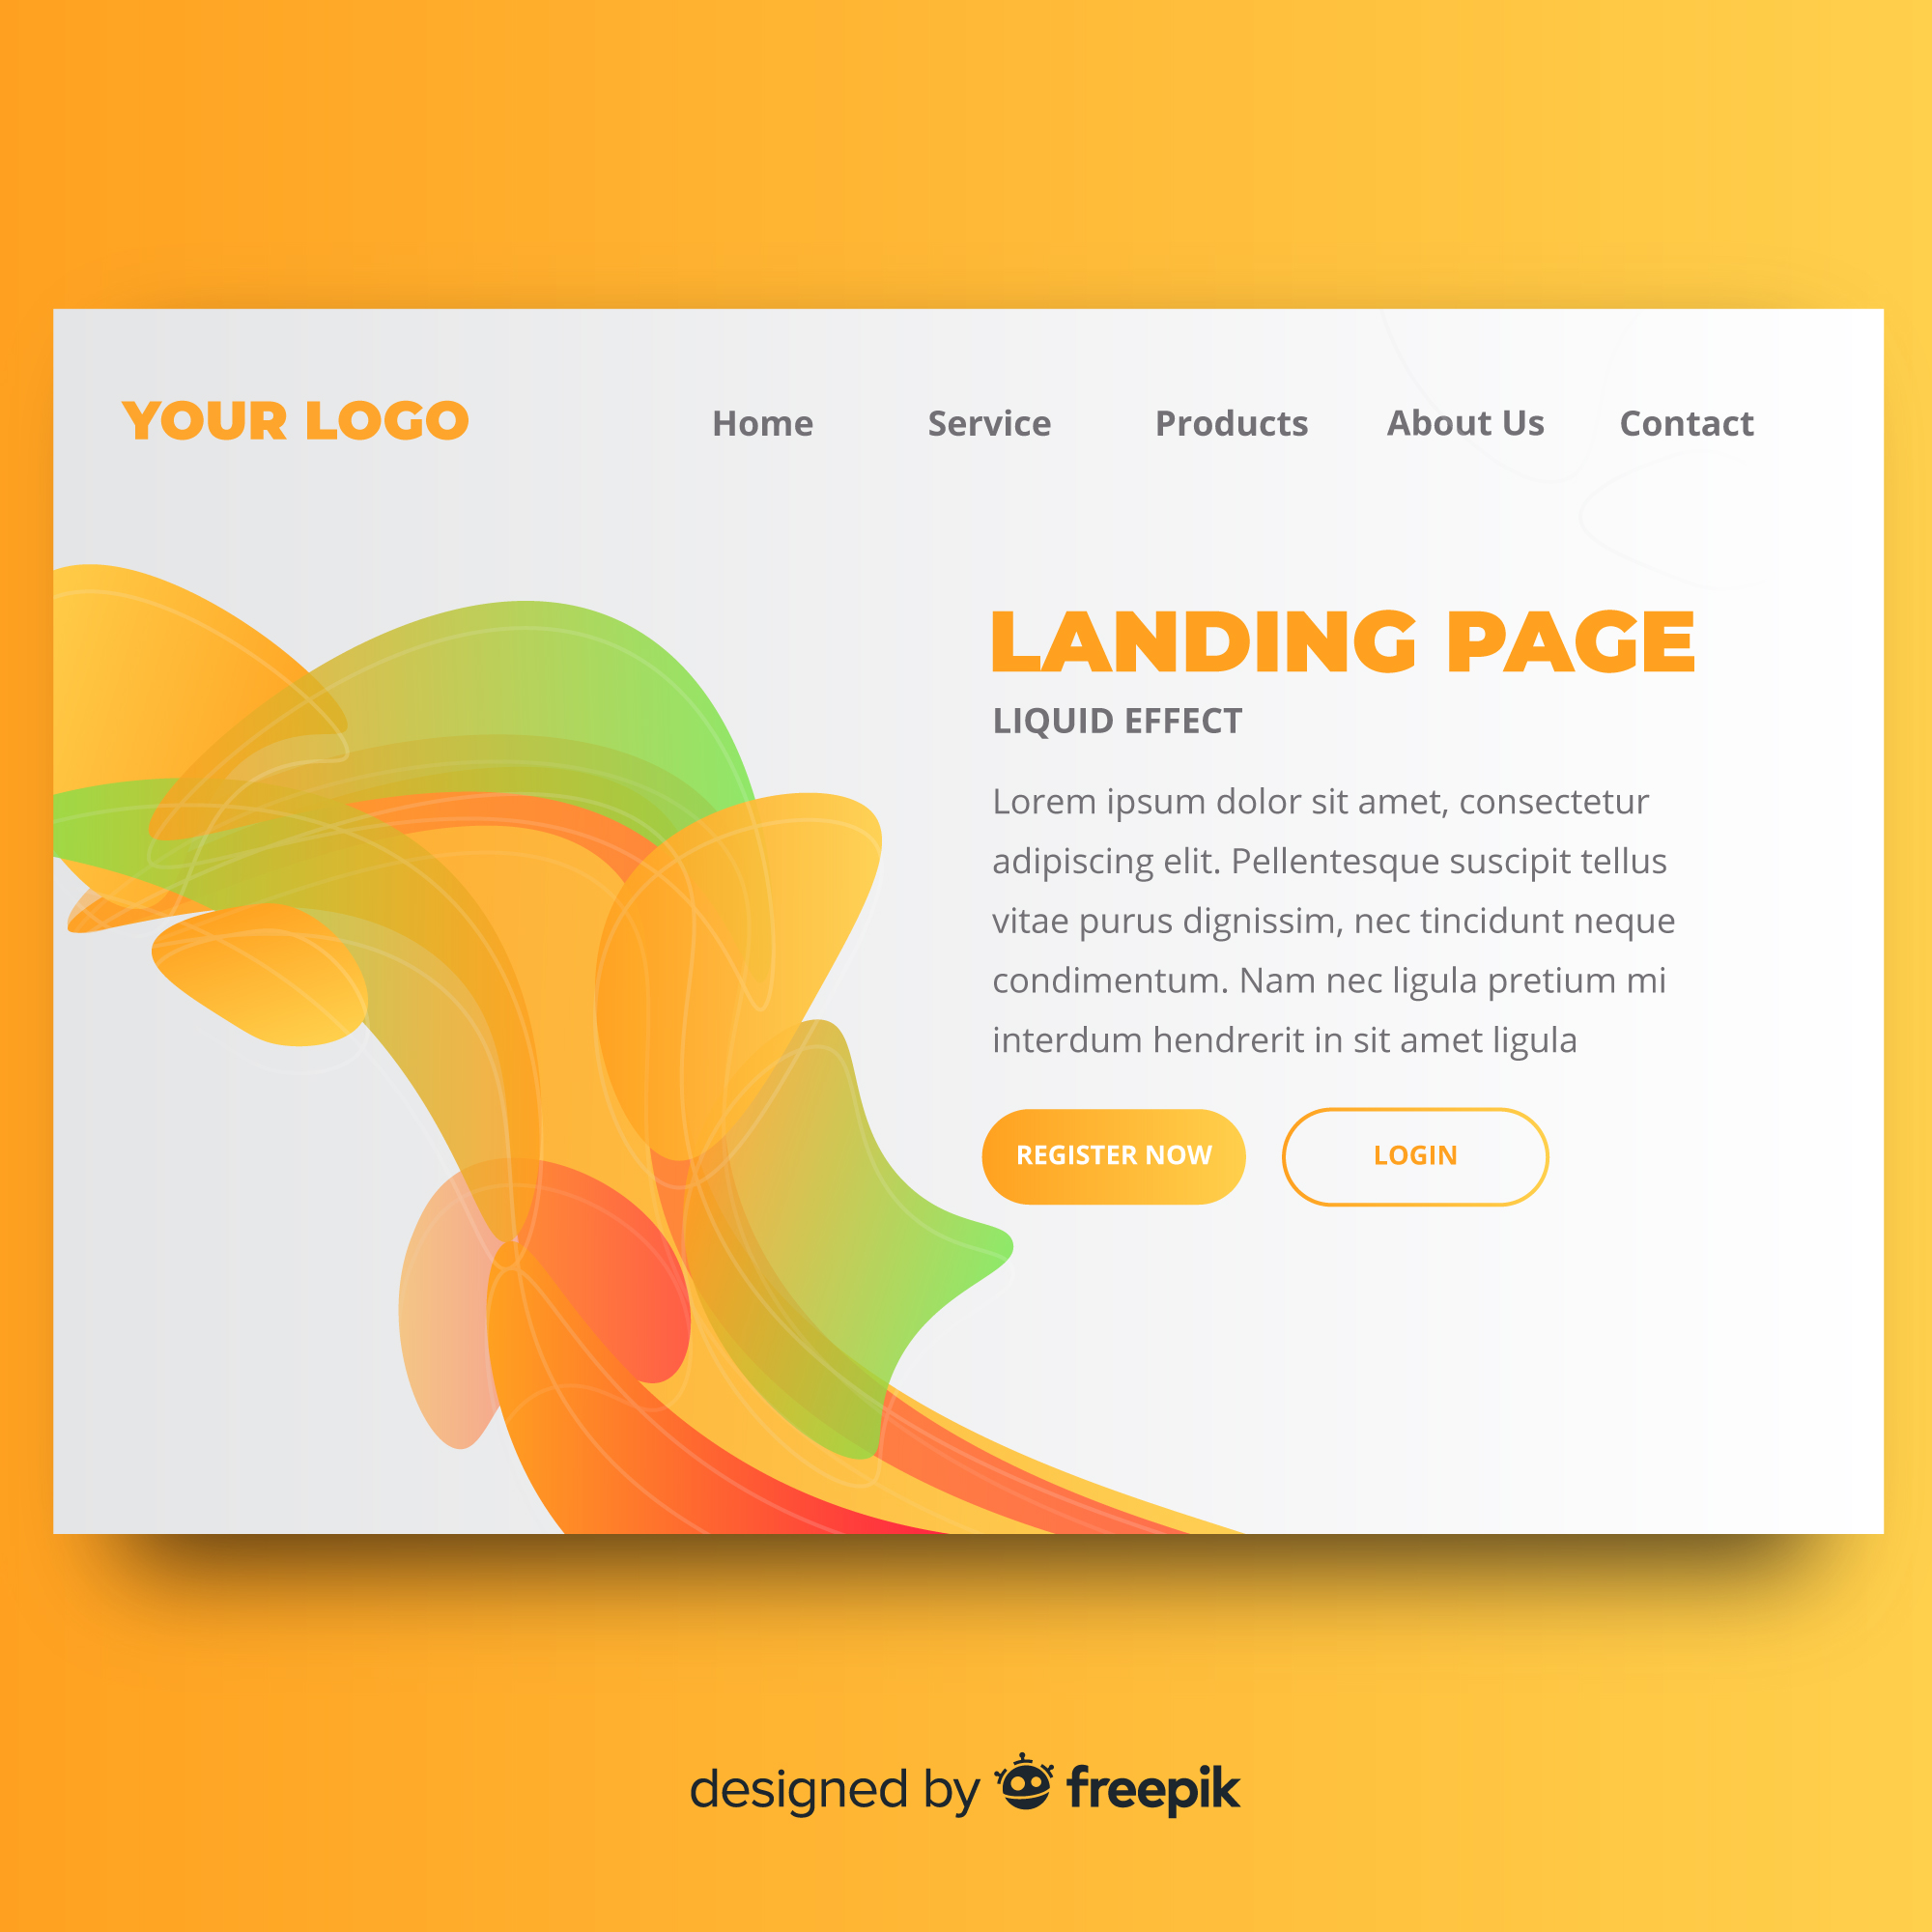 YOUR LOGO
Home Service Products About Us Contact
LANDING PAGE
LIQUID EFFECT
Lorem ipsum dolor sit amet, consectetur
adipiscing elit. Pellentesque suscipit tellus
vitae purus dignissim, nec tincidunt neque
condimentum. Nam nec ligula pretium mi
interdum hendrerit in sit amet ligula
REGISTER NOW LOGIN
designed by freepik